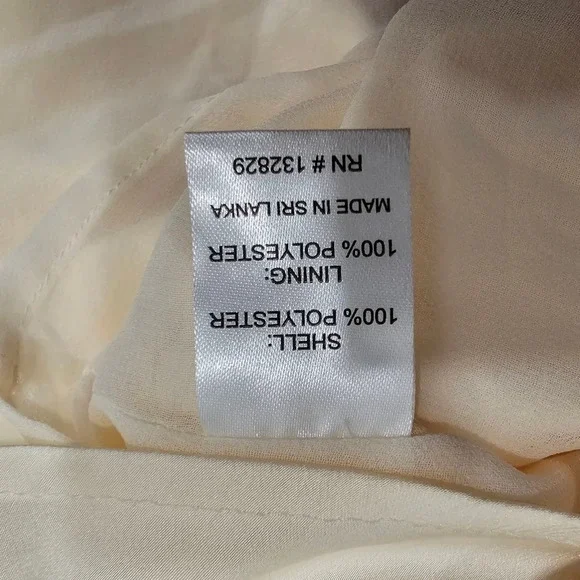 SHELL:
100% POLYESTER
LINING:
100% POLYESTER
MADE IN SRI LANKA
RN # 132829